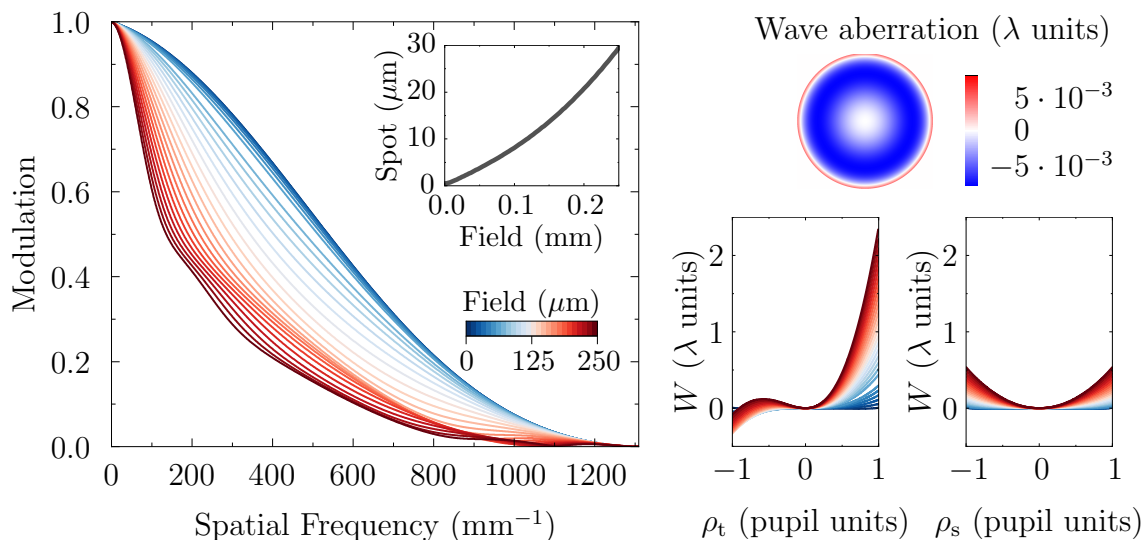 1.0
0.8
0.6
0.4
0.2
0.0
Modulation
0 200 400 600 800 1000 1200
Spatial Frequency (mm⁻¹)
30
20
10
0
Spot (μm)
0.0 0.1 0.2
Field (mm)
Field (μm)
0 125 250
Wave aberration (λ units)
5 · 10⁻³
0
−5 · 10⁻³
2
1
0
W (λ units)
−1 0 1
ρₜ (pupil units)
2
1
0
W (λ units)
−1 0 1
ρₛ (pupil units)